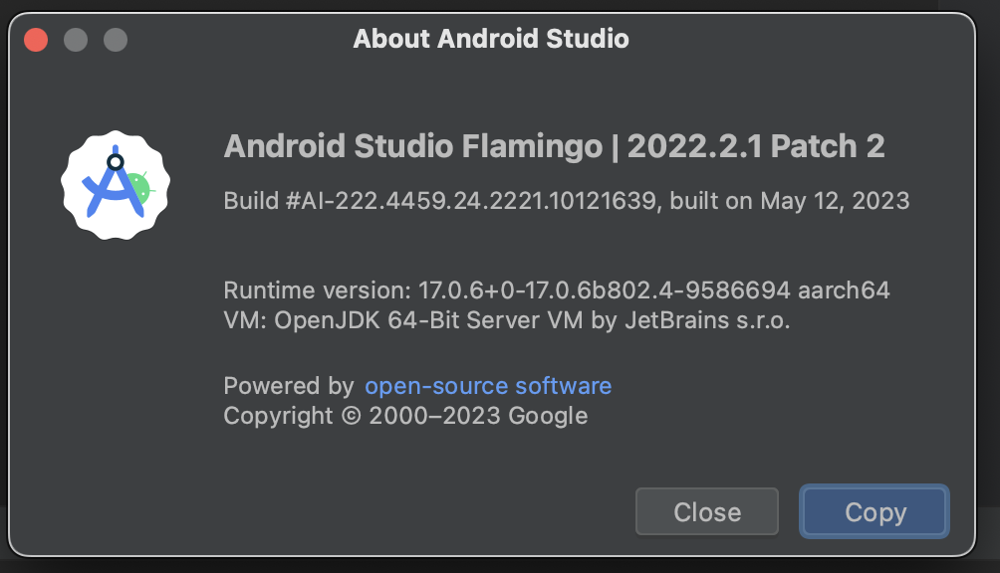 About Android Studio
Android Studio Flamingo | 2022.2.1 Patch 2
Build #AI-222.4459.24.2221.10121639, built on May 12, 2023
Runtime version: 17.0.6+0-17.0.6b802.4-9586694 aarch64
VM: OpenJDK 64-Bit Server VM by JetBrains s.r.o.
Powered by open-source software
Copyright © 2000–2023 Google
Close Copy